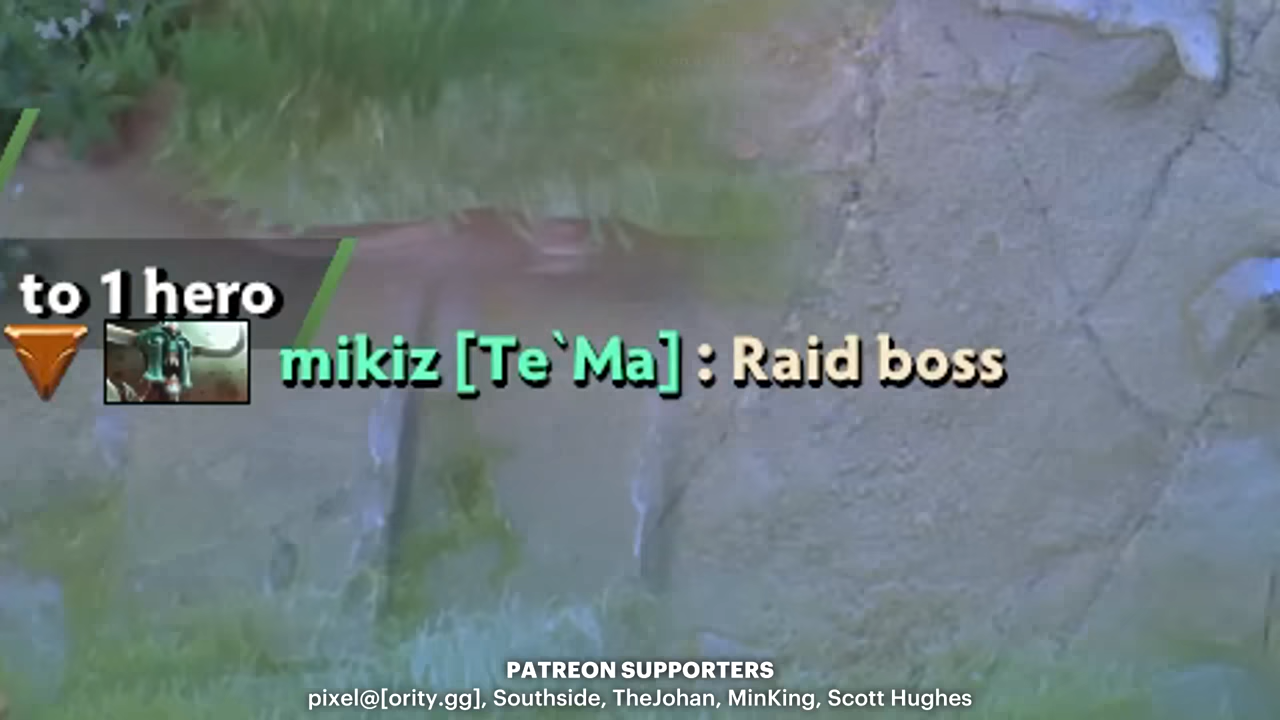 to 1 hero
mikiz [Te`Ma] : Raid boss
PATREON SUPPORTERS
pixel@[ority.gg], Southside, TheJohan, MinKing, Scott Hughes